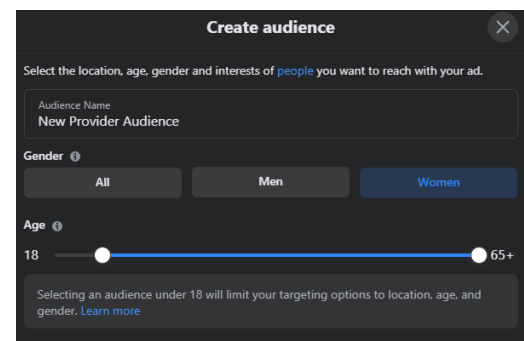 Create audience
Select the location, age, gender and interests of people you want to reach with your ad.
Audience Name
New Provider Audience
Gender
All Men Women
Age
18 65+
Selecting an audience under 18 will limit your targeting options to location, age, and
gender. Learn more